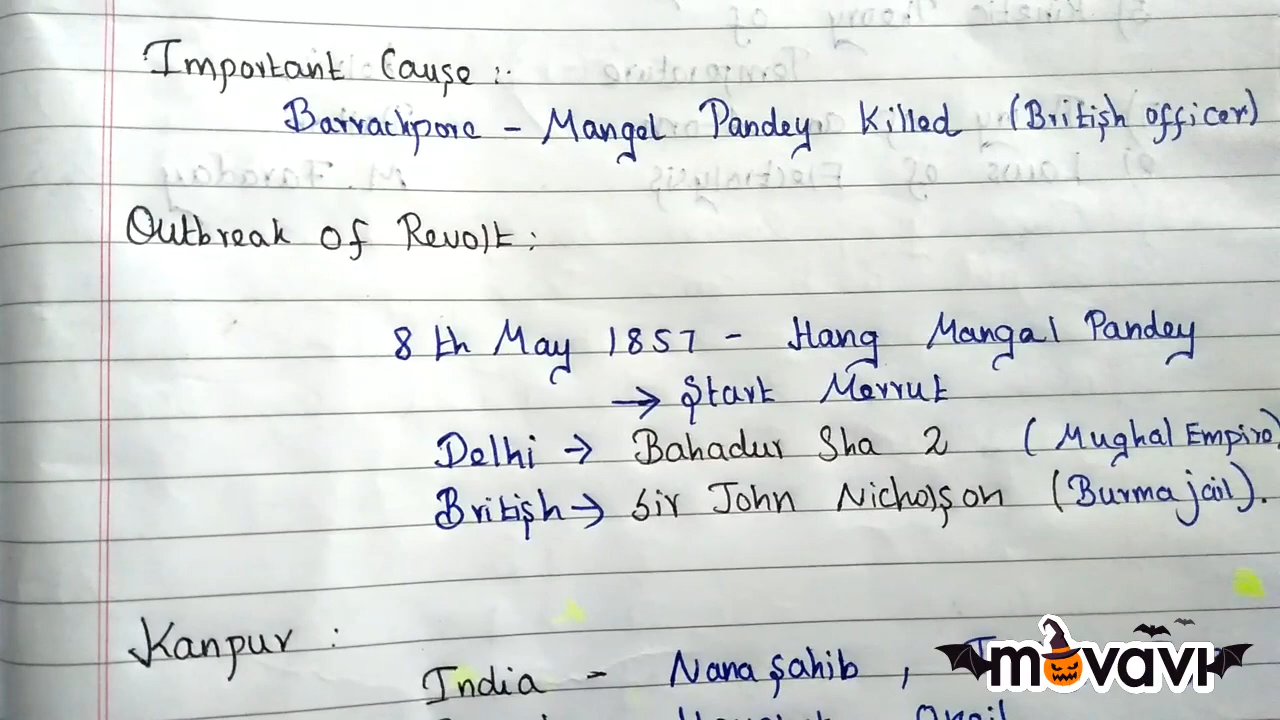 Important Cause :-
Barrackpore - Mangal Pandey Killed (British officer)
Outbreak of Revolt :
8 th May 1857 - Hang Mangal Pandey
→ Start Merrut
Delhi → Bahadur Sha 2 (Mughal Empire)
British → Sir John Nicholson (Burma jail).
Kanpur :
India - Nana Sahib ,
movavi